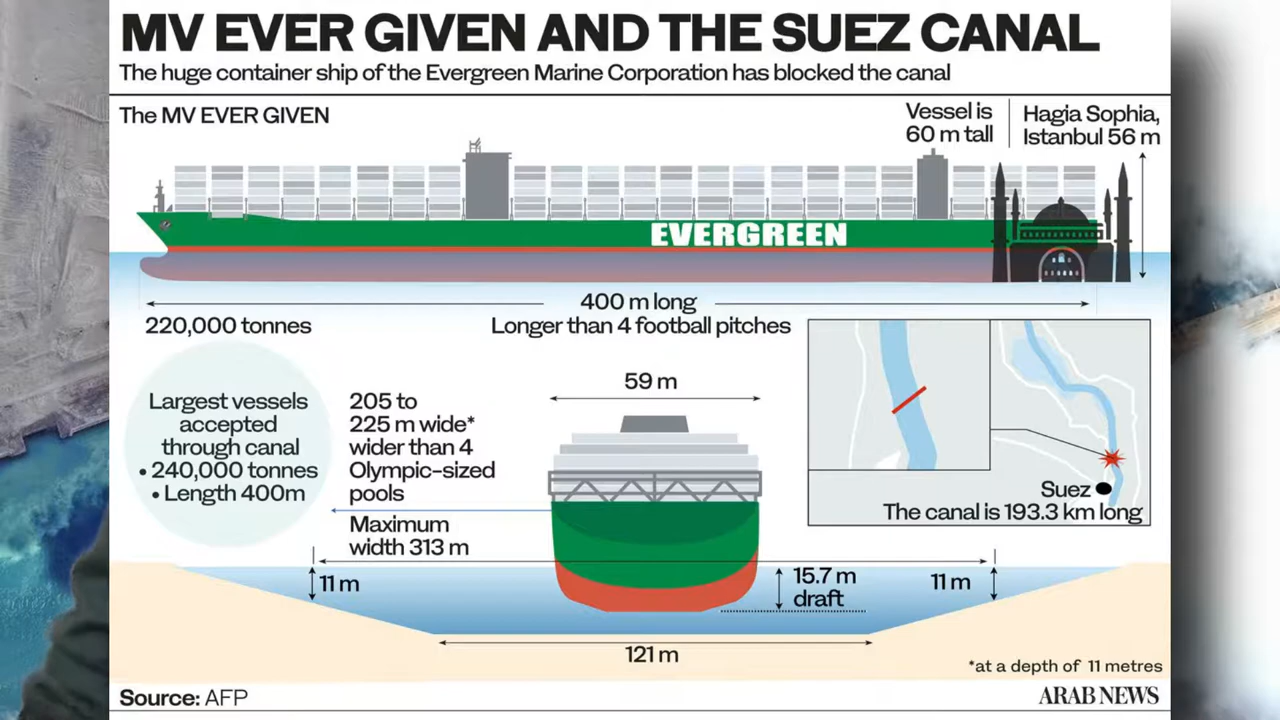 MV EVER GIVEN AND THE SUEZ CANAL
The huge container ship of the Evergreen Marine Corporation has blocked the canal
The MV EVER GIVEN
Vessel is
60 m tall
Hagia Sophia,
Istanbul 56 m
EVERGREEN
400 m long
220,000 tonnes
Longer than 4 football pitches
59 m
Largest vessels
accepted
through canal
• 240,000 tonnes
• Length 400m
205 to
225 m wide*
wider than 4
Olympic-sized
pools
Maximum
width 313 m
Suez
The canal is 193.3 km long
11 m
15.7 m
draft
11 m
121 m
*at a depth of 11 metres
Source: AFP
ARAB NEWS